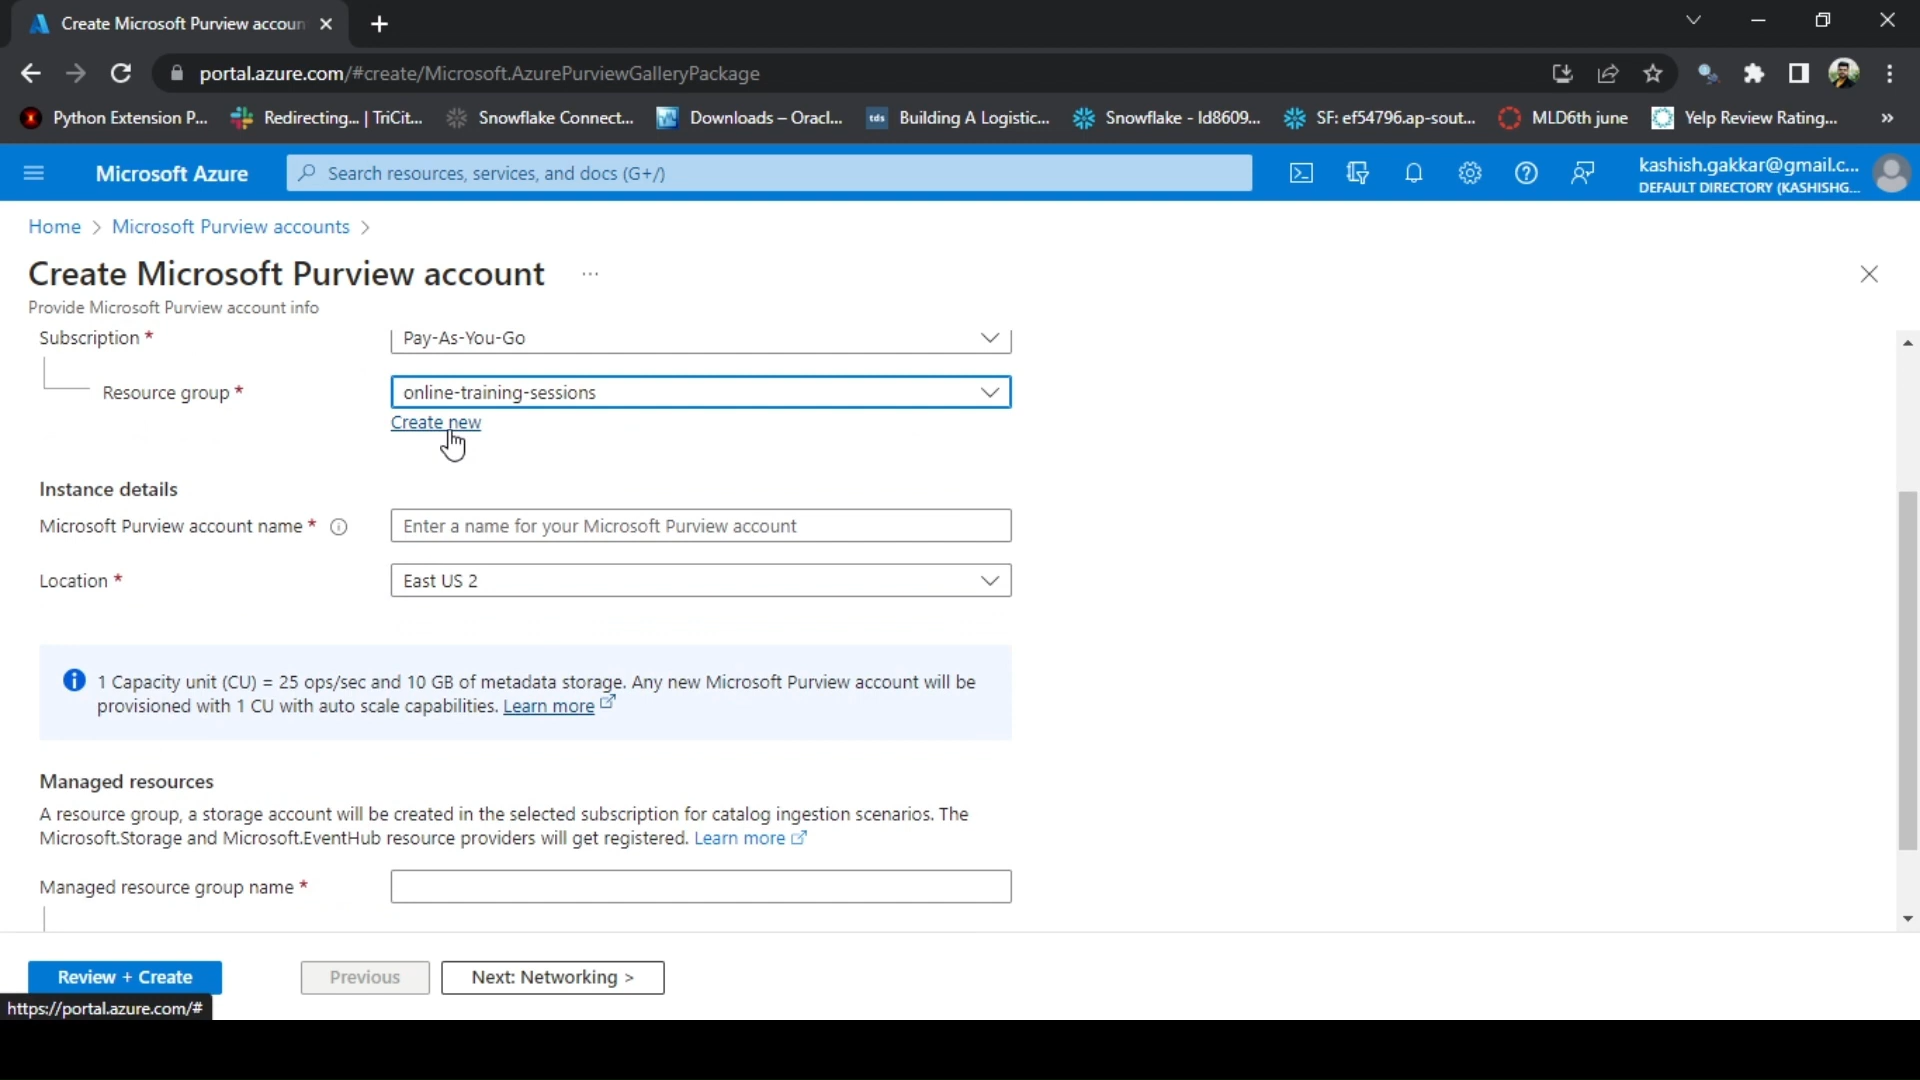 Create Microsoft Purview accoun
portal.azure.com/#create/Microsoft.AzurePurviewGalleryPackage
Python Extension P...
Redirecting... | TriCit...
Snowflake Connect...
Downloads – Oracl...
tds
Building A Logistic...
Snowflake - Id8609...
SF: ef54796.ap-sout...
MLD6th june
Yelp Review Rating...
»
Microsoft Azure
Search resources, services, and docs (G+/)
kashish.gakkar@gmail.c...
DEFAULT DIRECTORY (KASHISHG...
Home > Microsoft Purview accounts >
Create Microsoft Purview account ...
Provide Microsoft Purview account info
Subscription *
Pay-As-You-Go
Resource group *
online-training-sessions
Create new
Instance details
Microsoft Purview account name *
Enter a name for your Microsoft Purview account
Location *
East US 2
1 Capacity unit (CU) = 25 ops/sec and 10 GB of metadata storage. Any new Microsoft Purview account will be
provisioned with 1 CU with auto scale capabilities. Learn more
Managed resources
A resource group, a storage account will be created in the selected subscription for catalog ingestion scenarios. The
Microsoft.Storage and Microsoft.EventHub resource providers will get registered. Learn more
Managed resource group name *
Review + Create
Previous
Next: Networking >
https://portal.azure.com/#